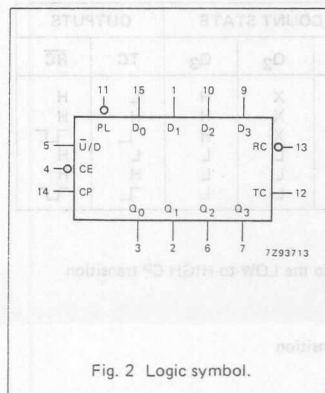 11 15 1 10 9
PL D0 D1 D2 D3
5 U̅/D RC 13
4 CE
14 CP TC 12
Q0 Q1 Q2 Q3
3 2 6 7
7Z93713
Fig. 2 Logic symbol.
COUNT STATE OUTPUTS
Q2 Q3 TC R̅C̅
X H
X H
X
L H
L H
L
to the LOW-to-HIGH CP transition